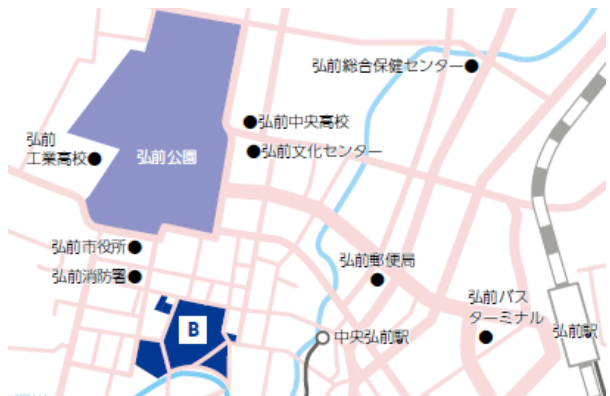 弘前総合保健センター
弘前中央高校
弘前
工業高校
弘前公園
弘前文化センター
弘前市役所
弘前郵便局
弘前消防署
弘前バス
ターミナル
B
中央弘前駅
弘前駅